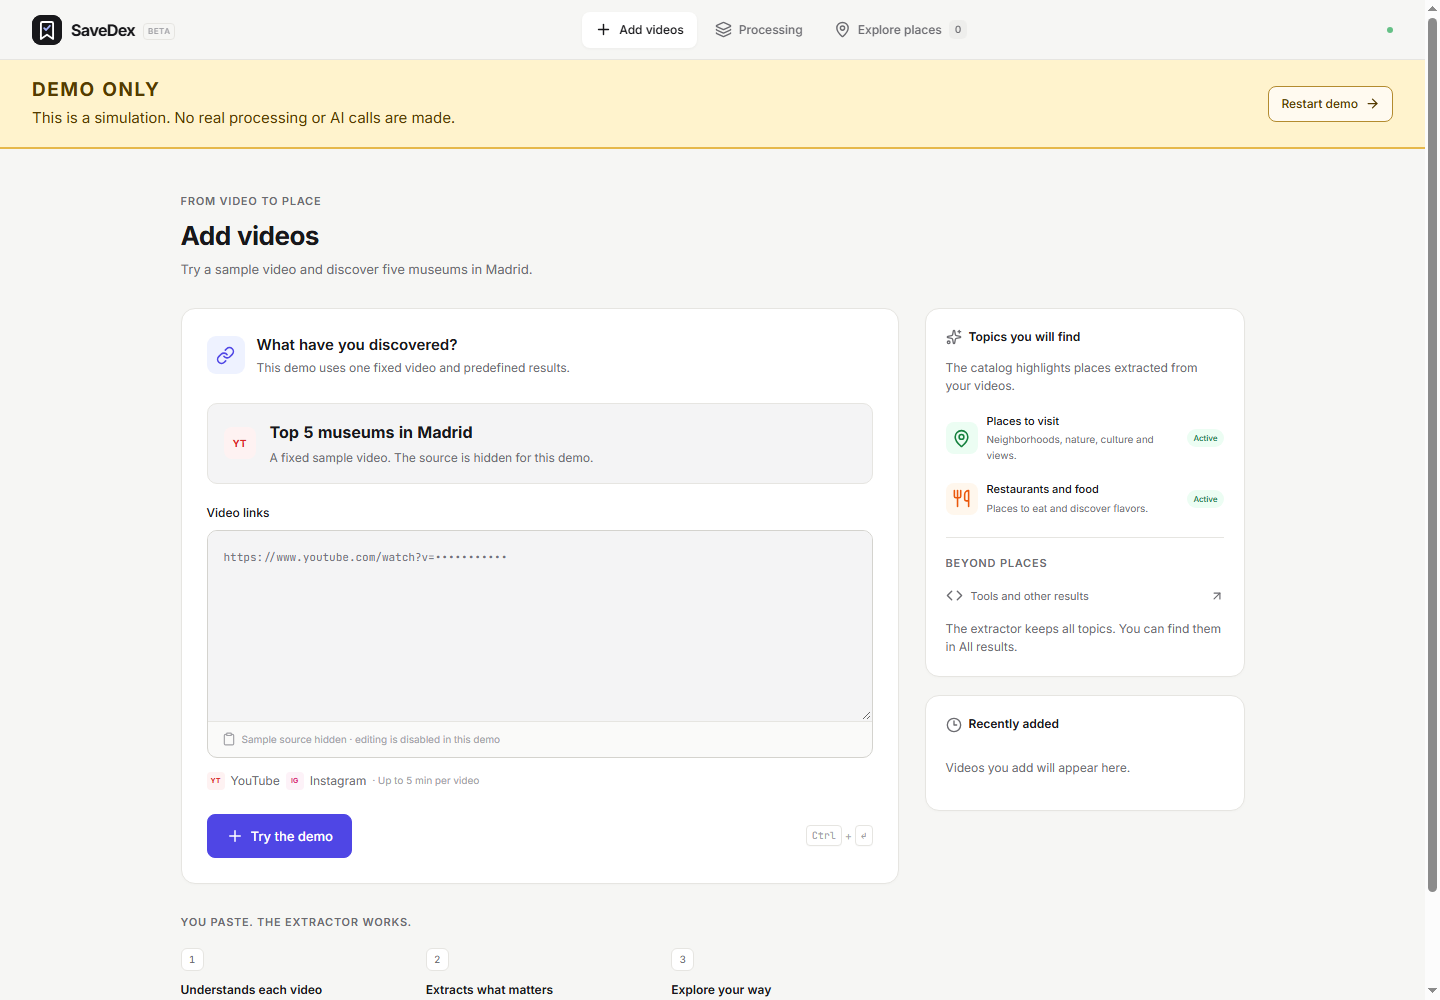 SaveDex BETA
Add videos
Processing
Explore places 0
DEMO ONLY
This is a simulation. No real processing or AI calls are made.
Restart demo
FROM VIDEO TO PLACE
Add videos
Try a sample video and discover five museums in Madrid.
What have you discovered?
This demo uses one fixed video and predefined results.
YT
Top 5 museums in Madrid
A fixed sample video. The source is hidden for this demo.
Video links
https://www.youtube.com/watch?v=•••••••••••
Sample source hidden · editing is disabled in this demo
YT YouTube IG Instagram · Up to 5 min per video
Try the demo
Ctrl + ↵
Topics you will find
The catalog highlights places extracted from
your videos.
Places to visit
Neighborhoods, nature, culture and
views.
Active
Restaurants and food
Places to eat and discover flavors.
Active
BEYOND PLACES
Tools and other results
The extractor keeps all topics. You can find them
in All results.
Recently added
Videos you add will appear here.
YOU PASTE. THE EXTRACTOR WORKS.
1
Understands each video
2
Extracts what matters
3
Explore your way